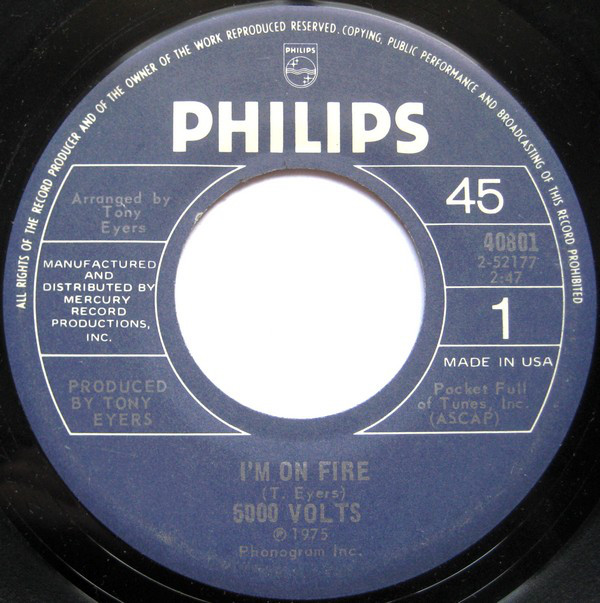 ALL RIGHTS OF THE RECORD PRODUCER AND OF THE OWNER OF THE WORK REPRODUCED RESERVED. COPYING, PUBLIC PERFORMANCE AND BROADCASTING OF THIS RECORD PROHIBITED
PHILIPS
PHILIPS
Arranged by
Tony
Eyers
MANUFACTURED
AND
DISTRIBUTED BY
MERCURY
RECORD
PRODUCTIONS,
INC.
PRODUCED
BY TONY
EYERS
45
40801
2-52177
2:47
1
MADE IN USA
Pocket Full
of Tunes, Inc.
(ASCAP)
I'M ON FIRE
(T. Eyers)
5000 VOLTS
℗ 1975
Phonogram Inc.